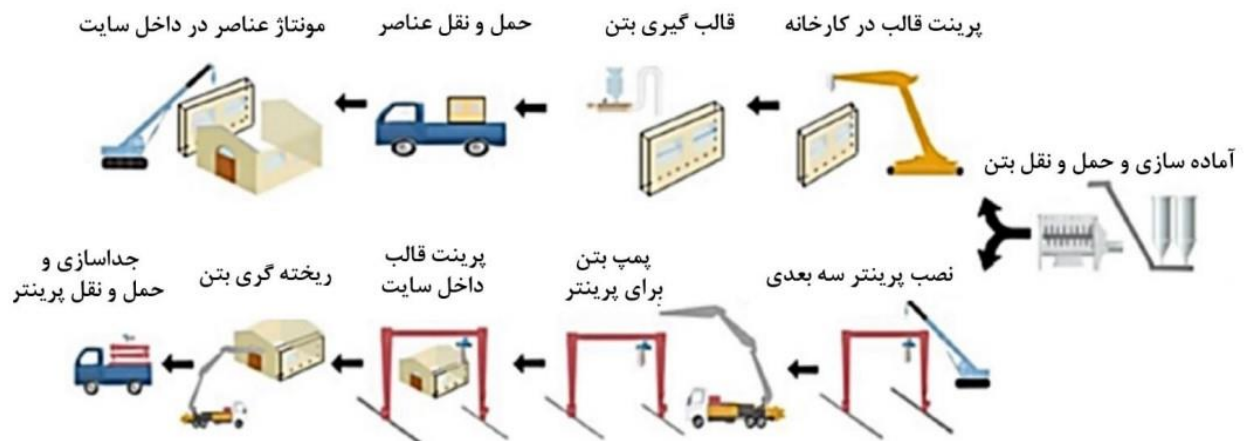 پرینت قالب در کارخانه
قالب گیری بتن
حمل و نقل عناصر
مونتاژ عناصر در داخل سایت
آماده سازی و حمل و نقل بتن
نصب پرینتر سه بعدی
پمپ بتن
برای پرینتر
پرینت قالب
داخل سایت
ریخته گری بتن
جداسازی و
حمل و نقل پرینتر